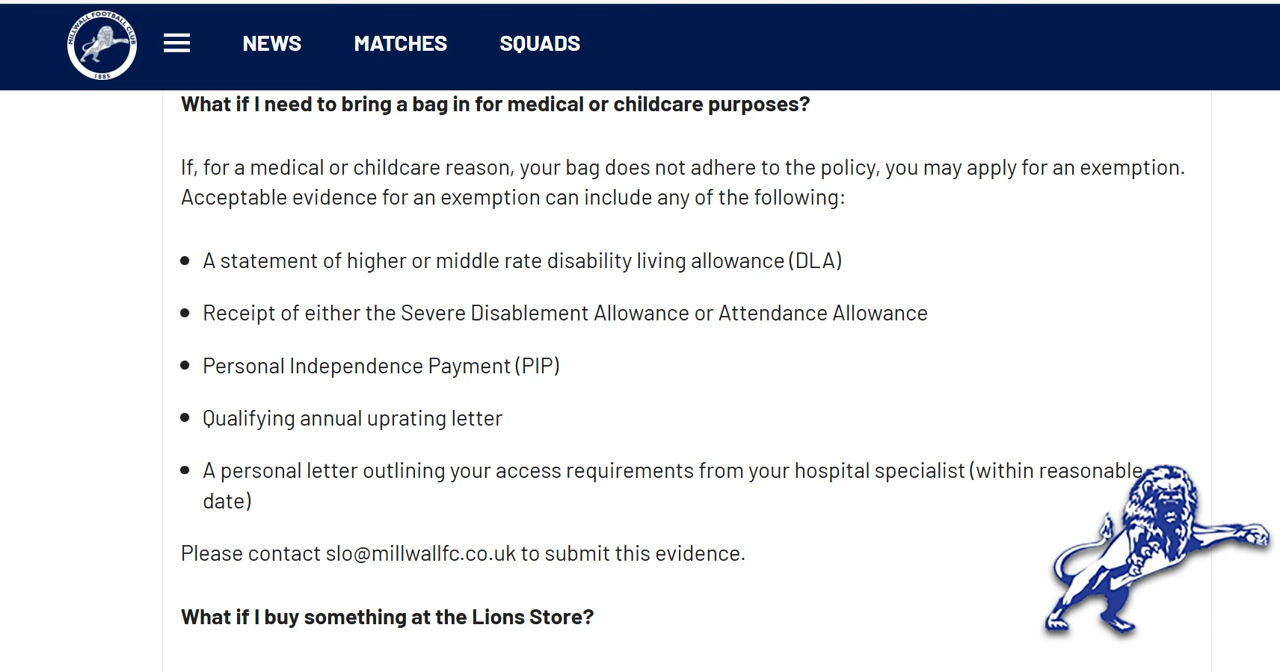 MILLWALL FOOTBALL CLUB
1885
NEWS MATCHES SQUADS
What if I need to bring a bag in for medical or childcare purposes?
If, for a medical or childcare reason, your bag does not adhere to the policy, you may apply for an exemption.
Acceptable evidence for an exemption can include any of the following:
A statement of higher or middle rate disability living allowance (DLA)
Receipt of either the Severe Disablement Allowance or Attendance Allowance
Personal Independence Payment (PIP)
Qualifying annual uprating letter
A personal letter outlining your access requirements from your hospital specialist (within reasonable
date)
Please contact slo@millwallfc.co.uk to submit this evidence.
What if I buy something at the Lions Store?